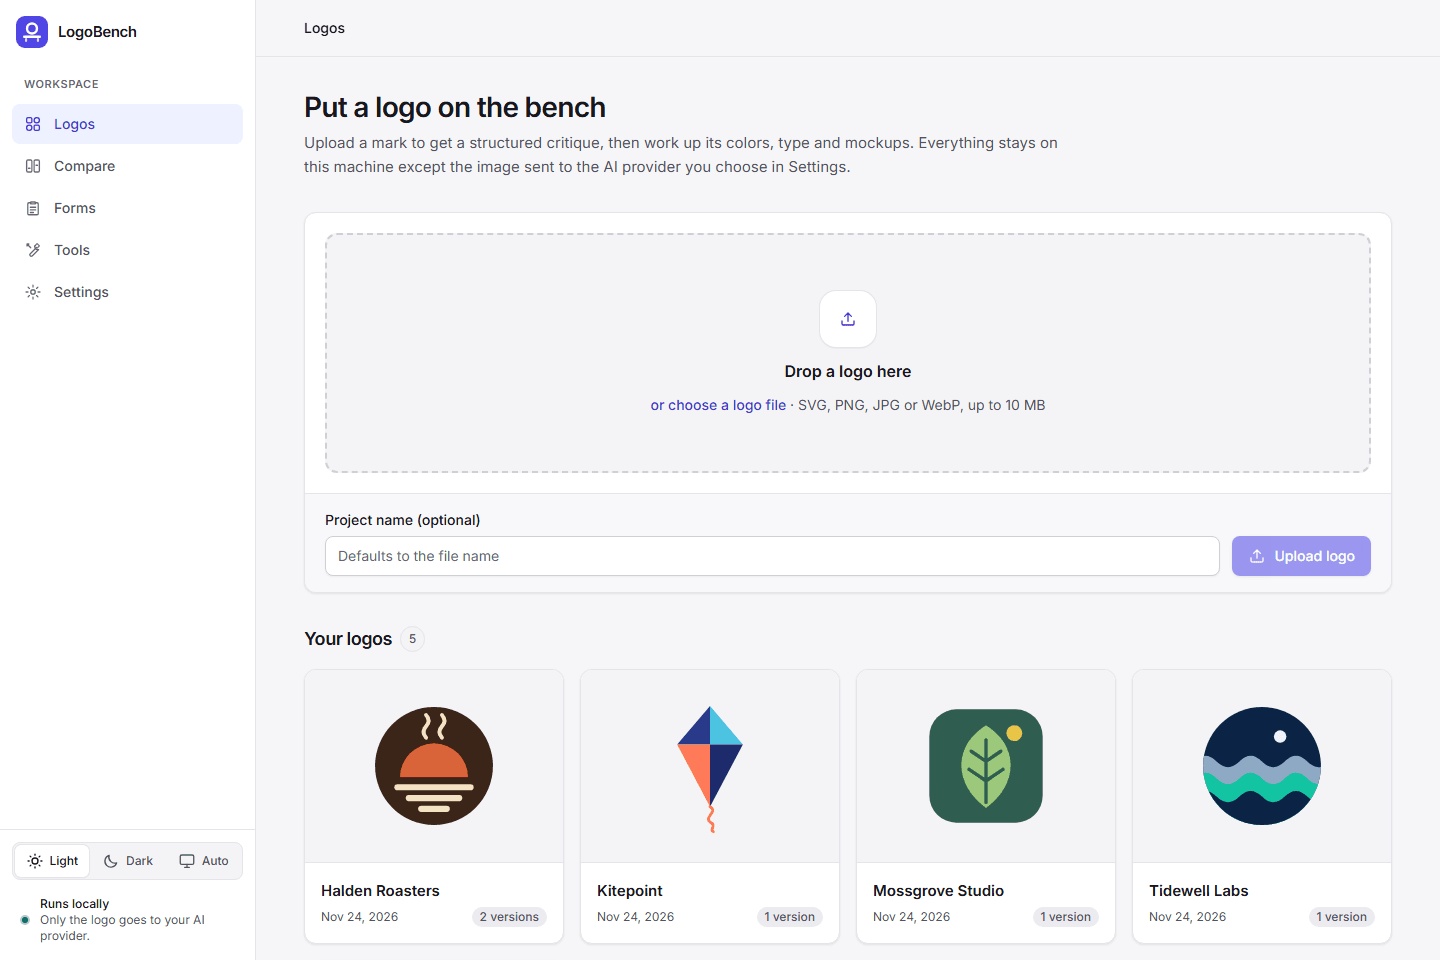 LogoBench
WORKSPACE
Logos
Compare
Forms
Tools
Settings
Light
Dark
Auto
Runs locally
Only the logo goes to your AI
provider.
Logos
Put a logo on the bench
Upload a mark to get a structured critique, then work up its colors, type and mockups. Everything stays on
this machine except the image sent to the AI provider you choose in Settings.
Drop a logo here
or choose a logo file · SVG, PNG, JPG or WebP, up to 10 MB
Project name (optional)
Defaults to the file name
Upload logo
Your logos 5
Halden Roasters
Nov 24, 2026 2 versions
Kitepoint
Nov 24, 2026 1 version
Mossgrove Studio
Nov 24, 2026 1 version
Tidewell Labs
Nov 24, 2026 1 version